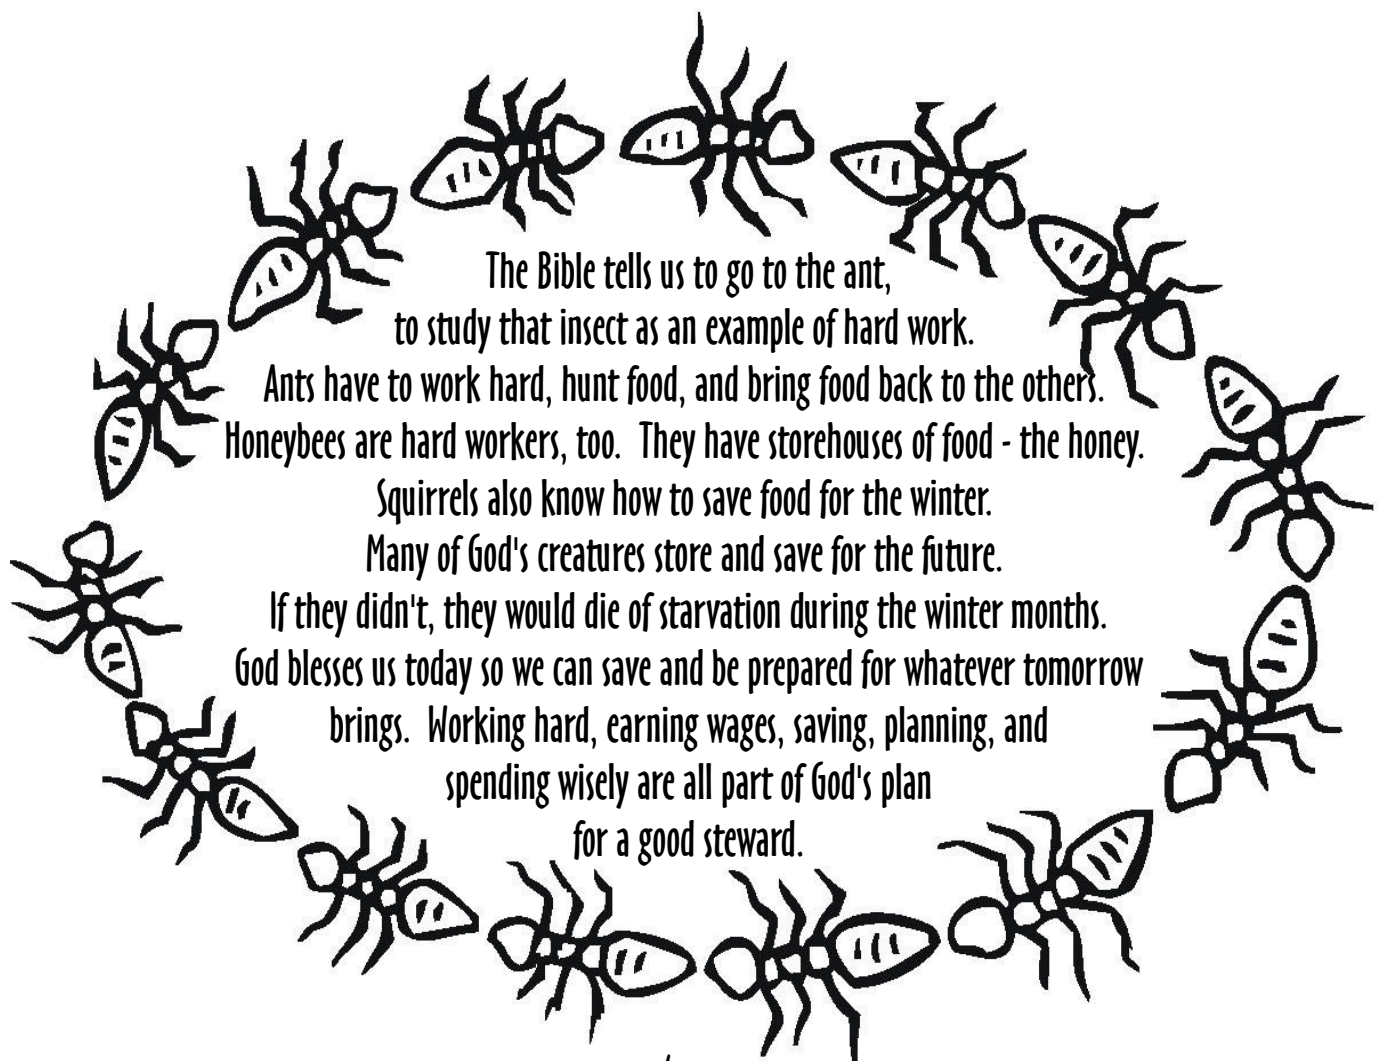 The Bible tells us to go to the ant,
to study that insect as an example of hard work.
Ants have to work hard, hunt food, and bring food back to the others.
Honeybees are hard workers, too.  They have storehouses of food - the honey.
Squirrels also know how to save food for the winter.
Many of God's creatures store and save for the future.
If they didn't, they would die of starvation during the winter months.
God blesses us today so we can save and be prepared for whatever tomorrow
brings.  Working hard, earning wages, saving, planning, and
spending wisely are all part of God's plan
for a good steward.